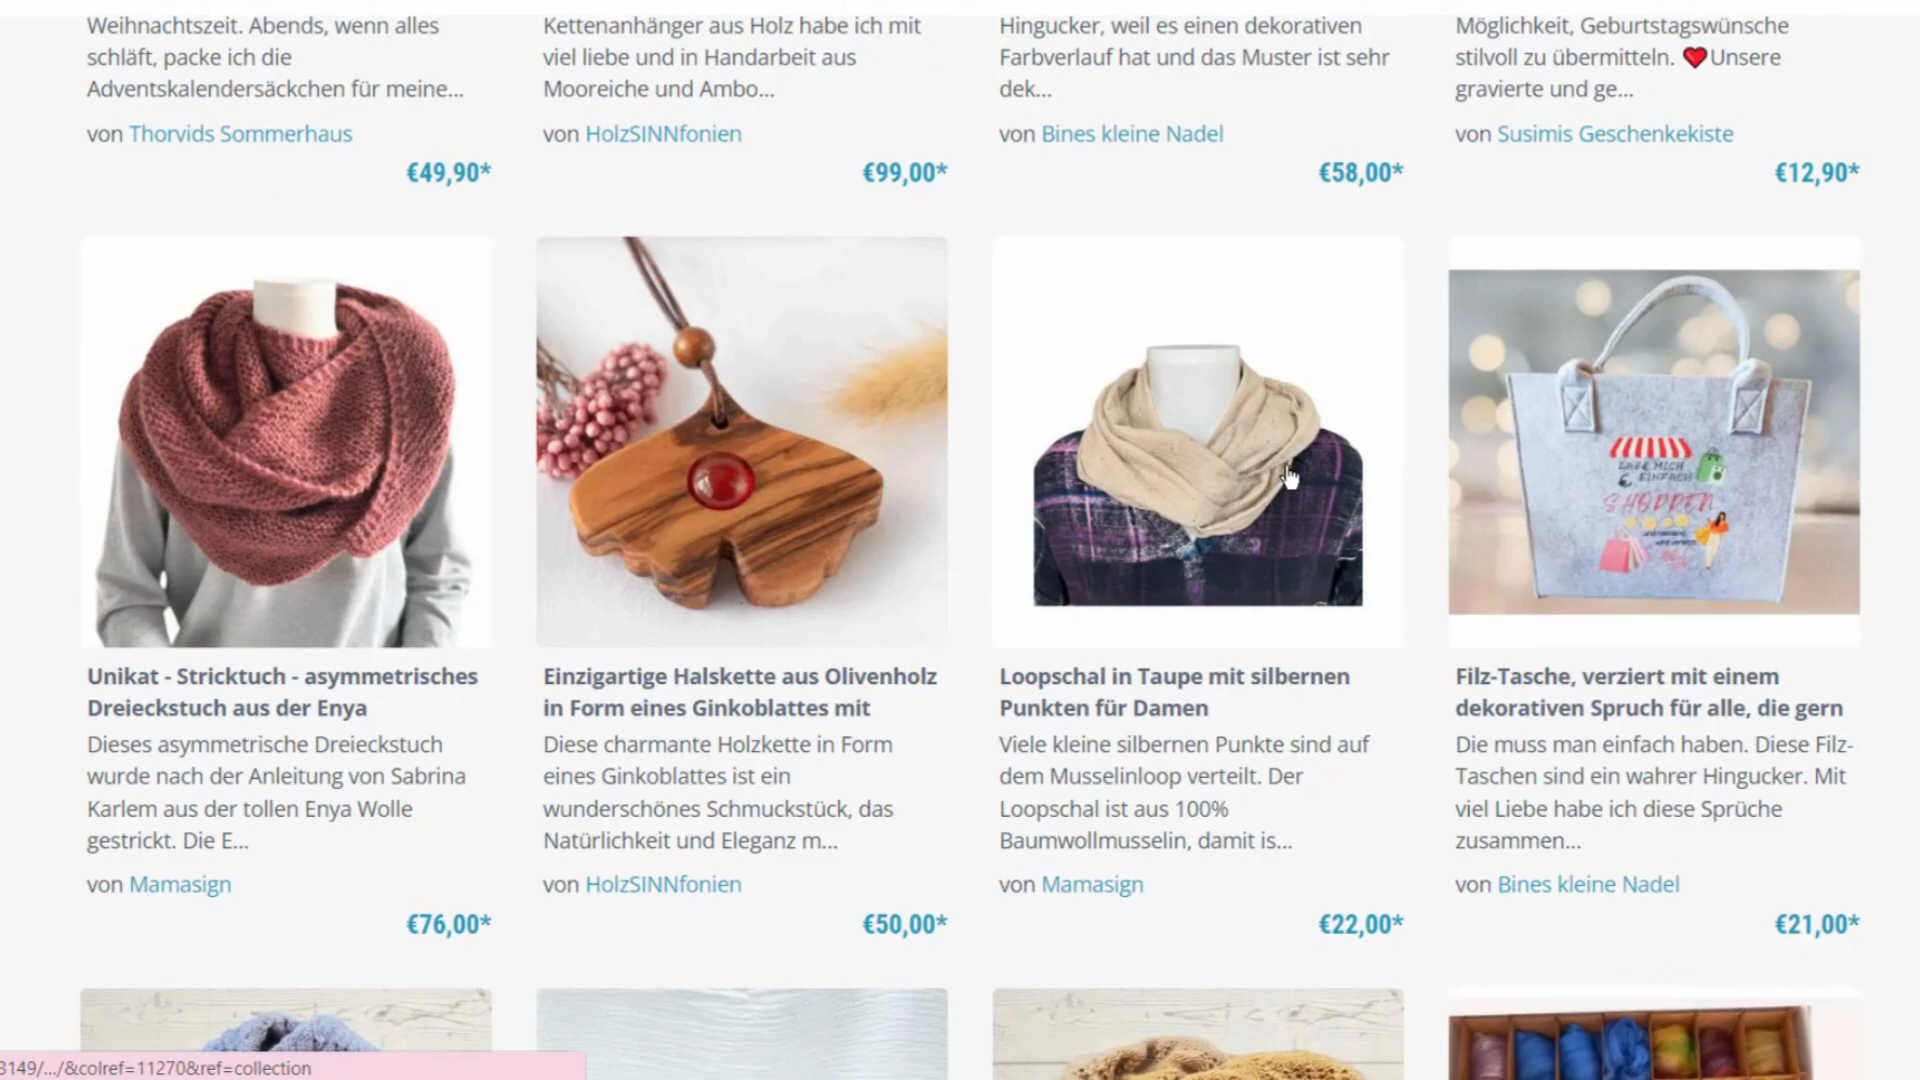 Weihnachtszeit. Abends, wenn alles
schläft, packe ich die
Adventskalendersäckchen für meine...
von Thorvids Sommerhaus
€49,90*
Kettenanhänger aus Holz habe ich mit
viel liebe und in Handarbeit aus
Mooreiche und Ambo...
von HolzSINNfonien
€99,00*
Hingucker, weil es einen dekorativen
Farbverlauf hat und das Muster ist sehr
dek...
von Bines kleine Nadel
€58,00*
Möglichkeit, Geburtstagswünsche
stilvoll zu übermitteln. ❤️Unsere
gravierte und ge...
von Susimis Geschenkekiste
€12,90*
MICH
EINFACH
SHOPPEN
Unikat - Stricktuch - asymmetrisches
Dreieckstuch aus der Enya
Dieses asymmetrische Dreieckstuch
wurde nach der Anleitung von Sabrina
Karlem aus der tollen Enya Wolle
gestrickt. Die E...
von Mamasign
€76,00*
Einzigartige Halskette aus Olivenholz
in Form eines Ginkoblattes mit
Diese charmante Holzkette in Form
eines Ginkoblattes ist ein
wunderschönes Schmuckstück, das
Natürlichkeit und Eleganz m...
von HolzSINNfonien
€50,00*
Loopschal in Taupe mit silbernen
Punkten für Damen
Viele kleine silbernen Punkte sind auf
dem Musselinloop verteilt. Der
Loopschal ist aus 100%
Baumwollmusselin, damit is...
von Mamasign
€22,00*
Filz-Tasche, verziert mit einem
dekorativen Spruch für alle, die gern
Die muss man einfach haben. Diese Filz-
Taschen sind ein wahrer Hingucker. Mit
viel Liebe habe ich diese Sprüche
zusammen...
von Bines kleine Nadel
€21,00*
3149/.../&colref=11270&ref=collection